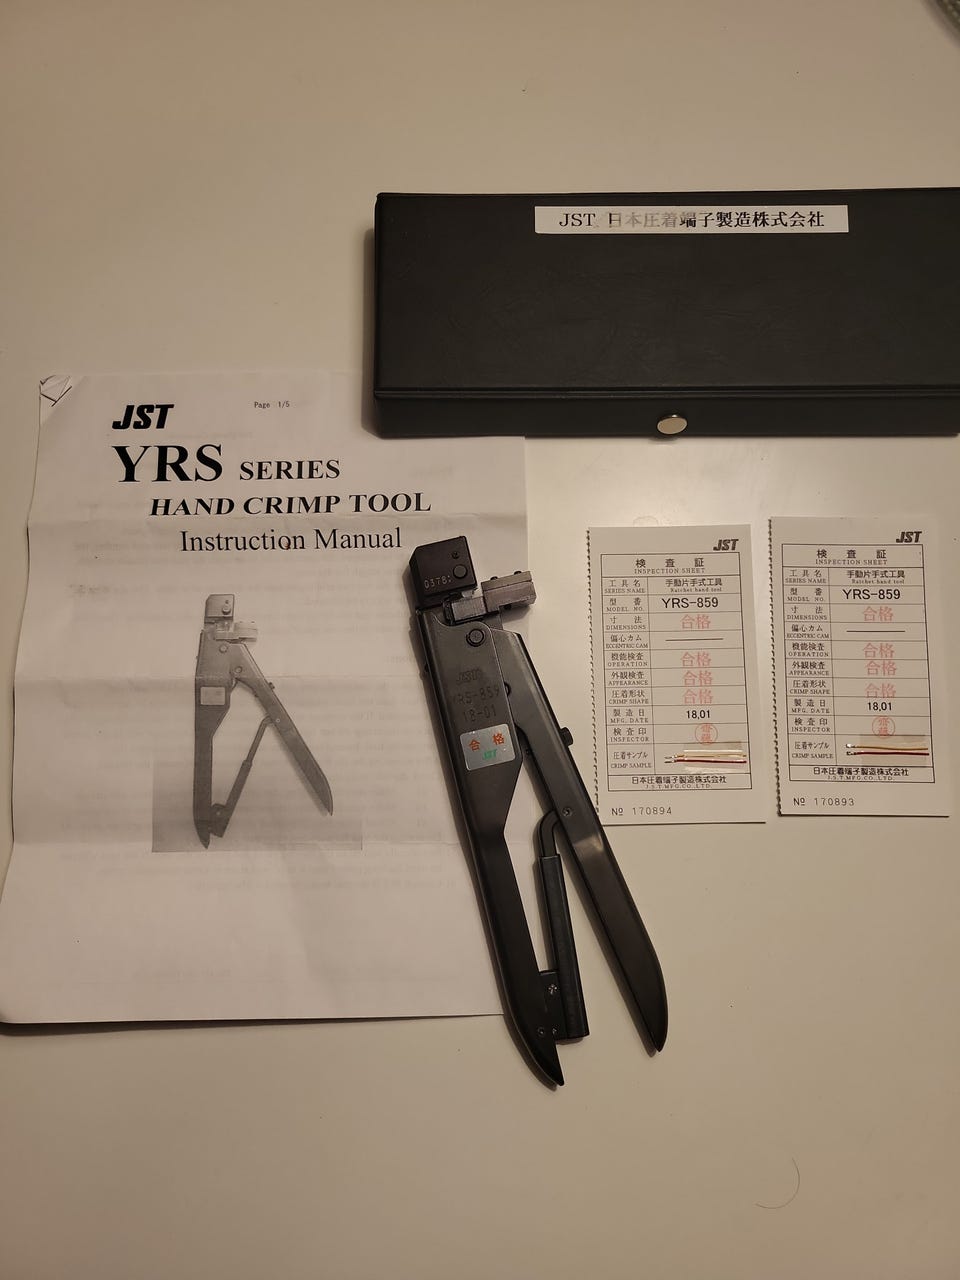 JST 日本圧着端子製造株式会社
JST
Page 1/5
YRS SERIES
HAND CRIMP TOOL
Instruction Manual
0378
JST
YRS-859
18-01
合格
JST
JST
検査証
INSPECTION SHEET
工具名 手動片手式工具
SERIES NAME Ratchet hand tool
型番 YRS-859
MODEL NO.
寸法 合格
DIMENSIONS
偏心カム
ECCENTRIC CAM
機能検査 合格
OPERATION
外観検査 合格
APPEARANCE
圧着形状 合格
CRIMP SHAPE
製造日 18,01
MFG. DATE
検査印
INSPECTOR
圧着サンプル
CRIMP SAMPLE
日本圧着端子製造株式会社
J.S.T.MFG.CO.,LTD.
№ 170894
JST
検査証
INSPECTION SHEET
工具名 手動片手式工具
SERIES NAME Ratchet hand tool
型番 YRS-859
MODEL NO.
寸法 合格
DIMENSIONS
偏心カム
ECCENTRIC CAM
機能検査 合格
OPERATION
外観検査 合格
APPEARANCE
圧着形状 合格
CRIMP SHAPE
製造日 18,01
MFG. DATE
検査印
INSPECTOR
圧着サンプル
CRIMP SAMPLE
日本圧着端子製造株式会社
J.S.T.MFG.CO.,LTD.
№ 170893